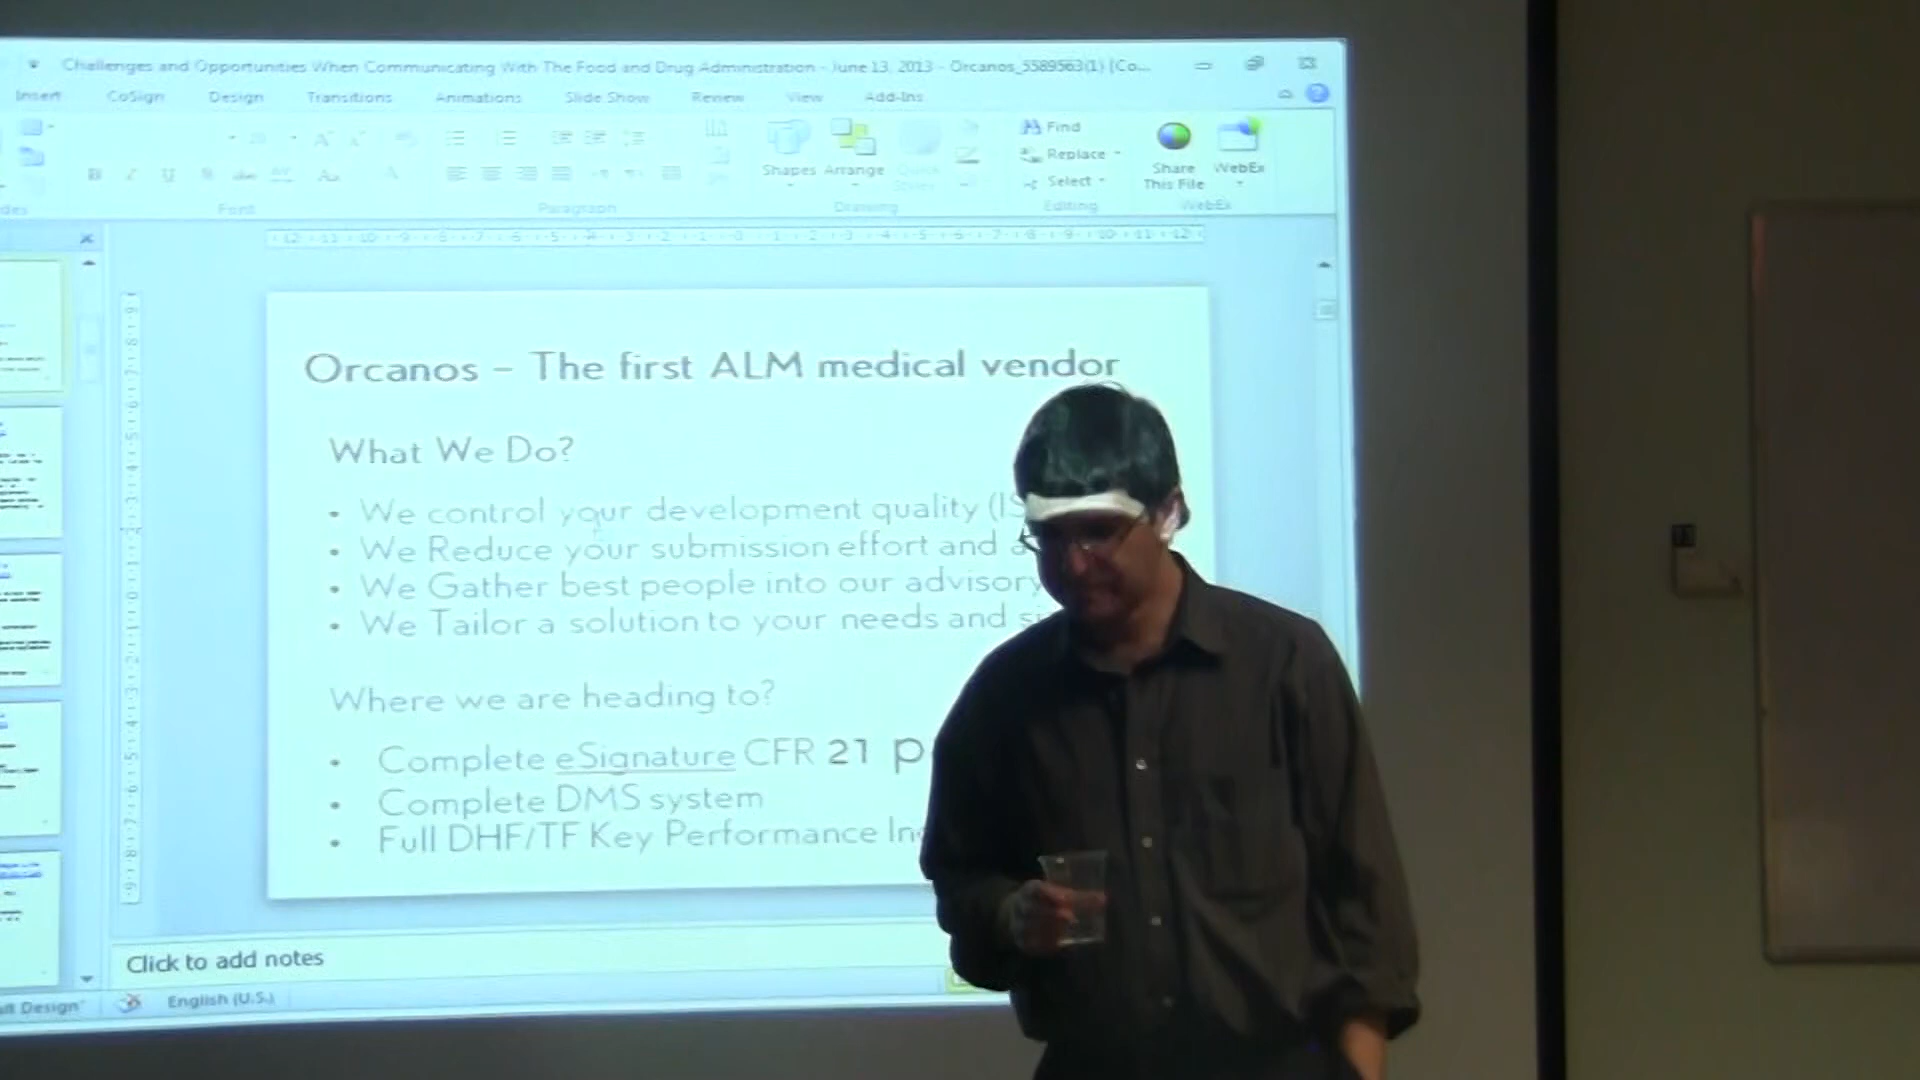 Challenges and Opportunities When Communicating With The Food and Drug Administration - June 13, 2013 - Orcanos_5589563(1) [Co...
Insert CoSign Design Transitions Animations Slide Show Review View Add-Ins
Find
Replace
Select
Shapes Arrange Quick Styles
Share This File
WebEx
Font Paragraph Drawing Editing WebEx
Orcanos – The first ALM medical vendor
What We Do?
• We control your development quality (IS
• We Reduce your submission effort and a
• We Gather best people into our advisory
• We Tailor a solution to your needs and si
Where we are heading to?
• Complete eSignature CFR 21 p
• Complete DMS system
• Full DHF/TF Key Performance In
Click to add notes
Design" English (U.S.)